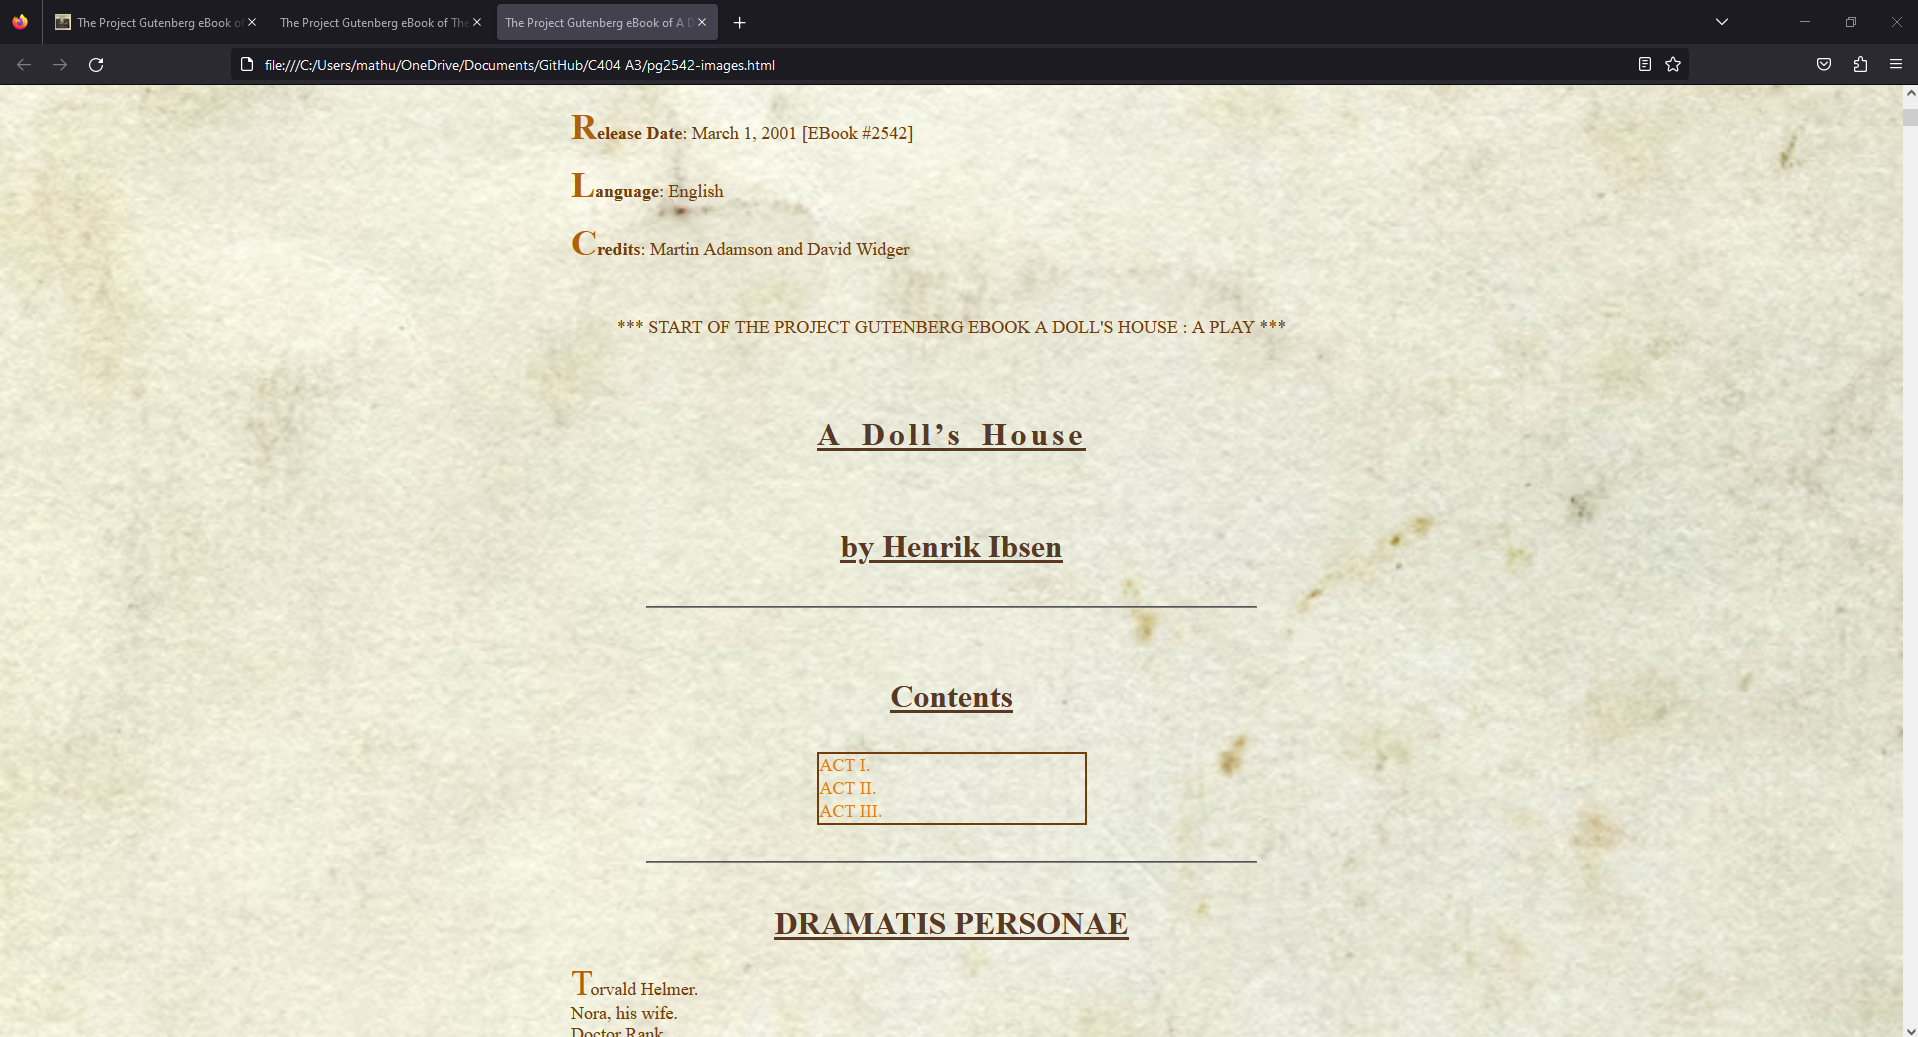 The Project Gutenberg eBook of
The Project Gutenberg eBook of The
The Project Gutenberg eBook of A D
file:///C:/Users/mathu/OneDrive/Documents/GitHub/C404 A3/pg2542-images.html
Release Date: March 1, 2001 [EBook #2542]
Language: English
Credits: Martin Adamson and David Widger
*** START OF THE PROJECT GUTENBERG EBOOK A DOLL'S HOUSE : A PLAY ***
A Doll’s House
by Henrik Ibsen
Contents
ACT I.
ACT II.
ACT III.
DRAMATIS PERSONAE
Torvald Helmer.
Nora, his wife.
Doctor Rank